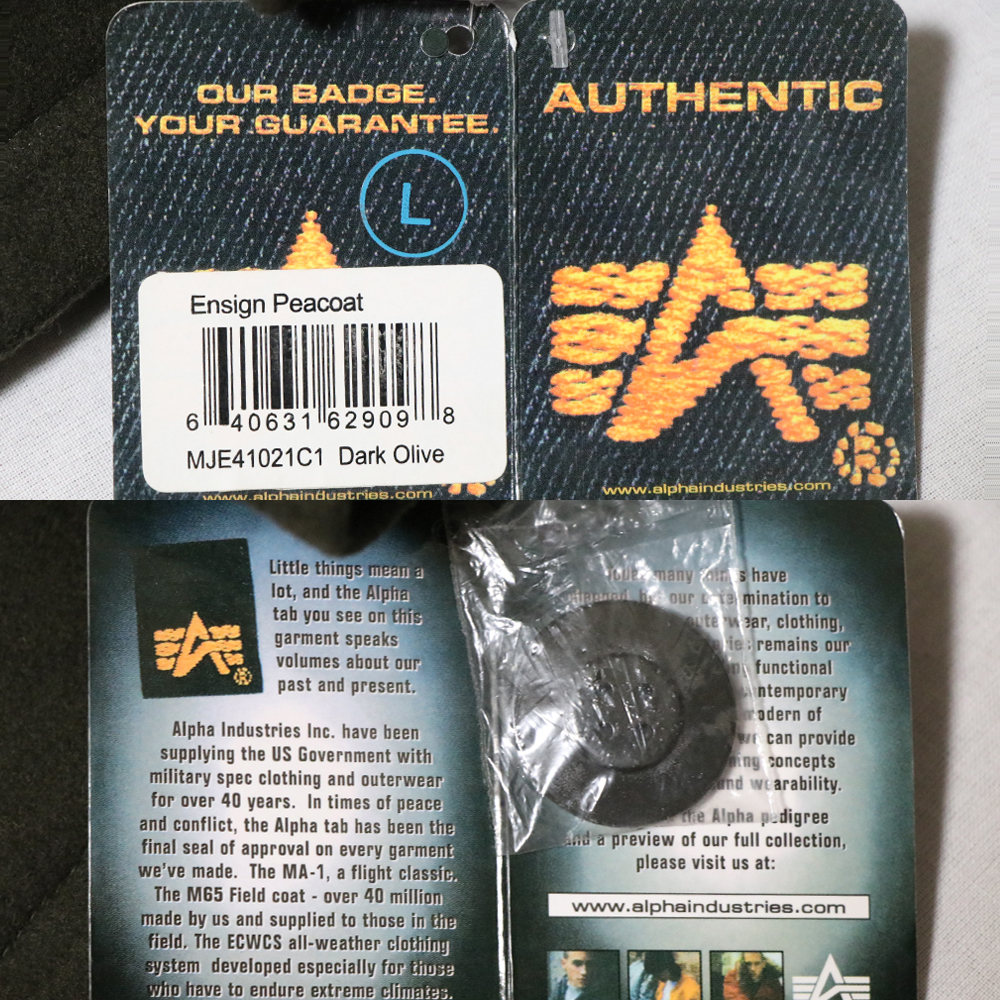 OUR BADGE.
YOUR GUARANTEE.
L
Ensign Peacoat
6 40631 62909 8
MJE41021C1 Dark Olive
www.alphaindustries.com
AUTHENTIC
®
www.alphaindustries.com
Little things mean a
lot, and the Alpha
tab you see on this
garment speaks
volumes about our
past and present.
®
Alpha Industries Inc. have been
supplying the US Government with
military spec clothing and outerwear
for over 40 years. In times of peace
and conflict, the Alpha tab has been the
final seal of approval on every garment
we've made. The MA-1, a flight classic.
The M65 Field coat - over 40 million
made by us and supplied to those in the
field. The ECWCS all-weather clothing
system developed especially for those
who have to endure extreme climates.
many have
our mination to
outerwear, clothing,
remains our
functional
ntemporary
modern of
we can provide
concepts
and wearability.
the Alpha pedigree
and a preview of our full collection,
please visit us at:
www.alphaindustries.com